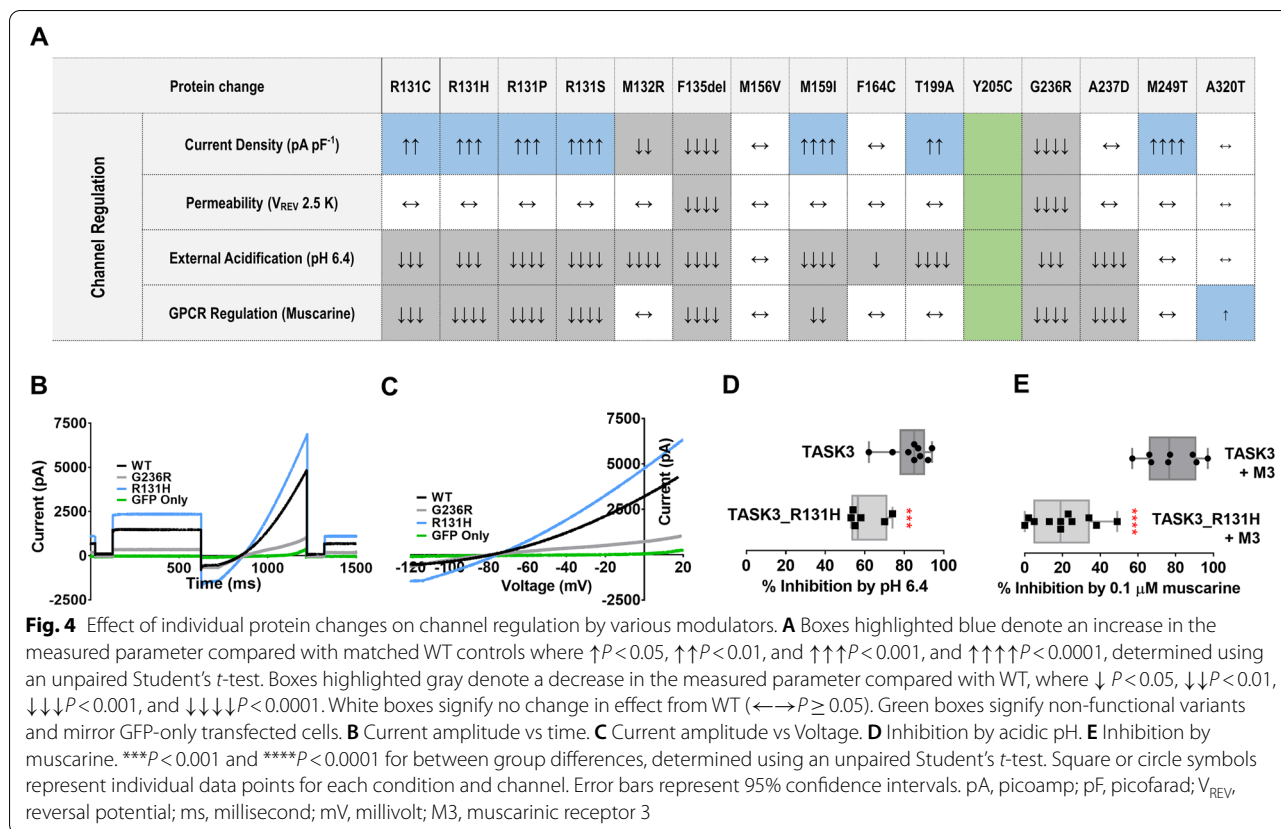 A
Protein change R131C R131H R131P R131S M132R F135del M156V M159I F164C T199A Y205C G236R A237D M249T A320T
Channel Regulation
Current Density (pA pF⁻¹) ↑↑ ↑↑↑ ↑↑↑ ↑↑↑↑ ↓↓ ↓↓↓↓ ↔ ↑↑↑↑ ↔ ↑↑ ↓↓↓↓ ↔ ↑↑↑↑ ↔
Permeability (V_REV 2.5 K) ↔ ↔ ↔ ↔ ↔ ↓↓↓↓ ↔ ↔ ↔ ↔ ↓↓↓↓ ↔ ↔ ↔
External Acidification (pH 6.4) ↓↓↓ ↓↓↓ ↓↓↓↓ ↓↓↓↓ ↓↓↓↓ ↓↓↓↓ ↔ ↓↓↓↓ ↓ ↓↓↓↓ ↓↓↓ ↓↓↓↓ ↔ ↔
GPCR Regulation (Muscarine) ↓↓↓ ↓↓↓↓ ↓↓↓↓ ↓↓↓↓ ↔ ↓↓↓↓ ↔ ↓↓ ↔ ↔ ↓↓↓↓ ↓↓↓↓ ↔ ↑
B
7500
5000
2500
0
-2500
Current (pA)
WT
G236R
R131H
GFP Only
500 1000 1500
Time (ms)
C
WT
G236R
R131H
GFP Only
7500
5000
2500
0
-2500
Current (pA)
-120 -100 -80 -60 -40 -20 20
Voltage (mV)
D
TASK3
TASK3_R131H
***
0 20 40 60 80 100
% Inhibition by pH 6.4
E
TASK3
+ M3
TASK3_R131H
+ M3
****
0 20 40 60 80 100
% Inhibition by 0.1 μM muscarine
Fig. 4 Effect of individual protein changes on channel regulation by various modulators. A Boxes highlighted blue denote an increase in the
measured parameter compared with matched WT controls where ↑P < 0.05, ↑↑P < 0.01, and ↑↑↑P < 0.001, and ↑↑↑↑P < 0.0001, determined using
an unpaired Student's t-test. Boxes highlighted gray denote a decrease in the measured parameter compared with WT, where ↓ P < 0.05, ↓↓P < 0.01,
↓↓↓P < 0.001, and ↓↓↓↓P < 0.0001. White boxes signify no change in effect from WT (←→P ≥ 0.05). Green boxes signify non-functional variants
and mirror GFP-only transfected cells. B Current amplitude vs time. C Current amplitude vs Voltage. D Inhibition by acidic pH. E Inhibition by
muscarine. ***P < 0.001 and ****P < 0.0001 for between group differences, determined using an unpaired Student's t-test. Square or circle symbols
represent individual data points for each condition and channel. Error bars represent 95% confidence intervals. pA, picoamp; pF, picofarad; V_REV,
reversal potential; ms, millisecond; mV, millivolt; M3, muscarinic receptor 3